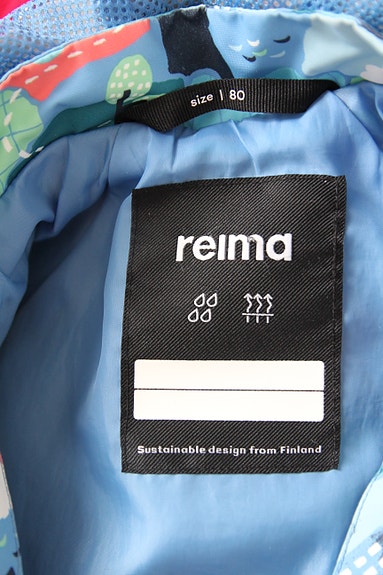 size | 80
reima
Sustainable design from Finland